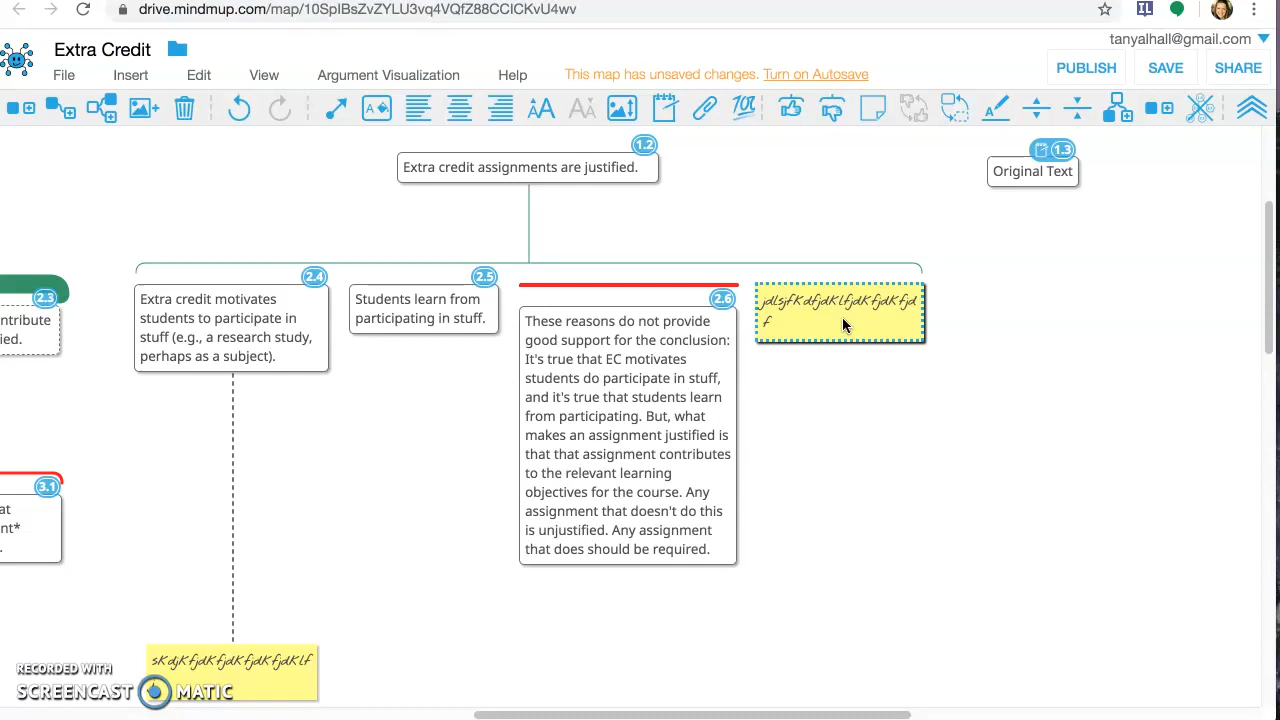 drive.mindmup.com/map/10SpIBsZvZYLU3vq4VQfZ88CCICKvU4wv
IL
tanyalhall@gmail.com
Extra Credit
File Insert Edit View Argument Visualization Help
This map has unsaved changes. Turn on Autosave
PUBLISH SAVE SHARE
1.2
Extra credit assignments are justified.
1.3
Original Text
2.3
ntribute
ied.
2.4
Extra credit motivates
students to participate in
stuff (e.g., a research study,
perhaps as a subject).
2.5
Students learn from
participating in stuff.
2.6
These reasons do not provide
good support for the conclusion:
It's true that EC motivates
students do participate in stuff,
and it's true that students learn
from participating. But, what
makes an assignment justified is
that that assignment contributes
to the relevant learning
objectives for the course. Any
assignment that doesn't do this
is unjustified. Any assignment
that does should be required.
jdlsjfkdfjdklfjdkfjdkfjd
f
3.1
at
nt*
.
skdjkfjdkfjdkfjdkfjdklf
RECORDED WITH
SCREENCAST MATIC